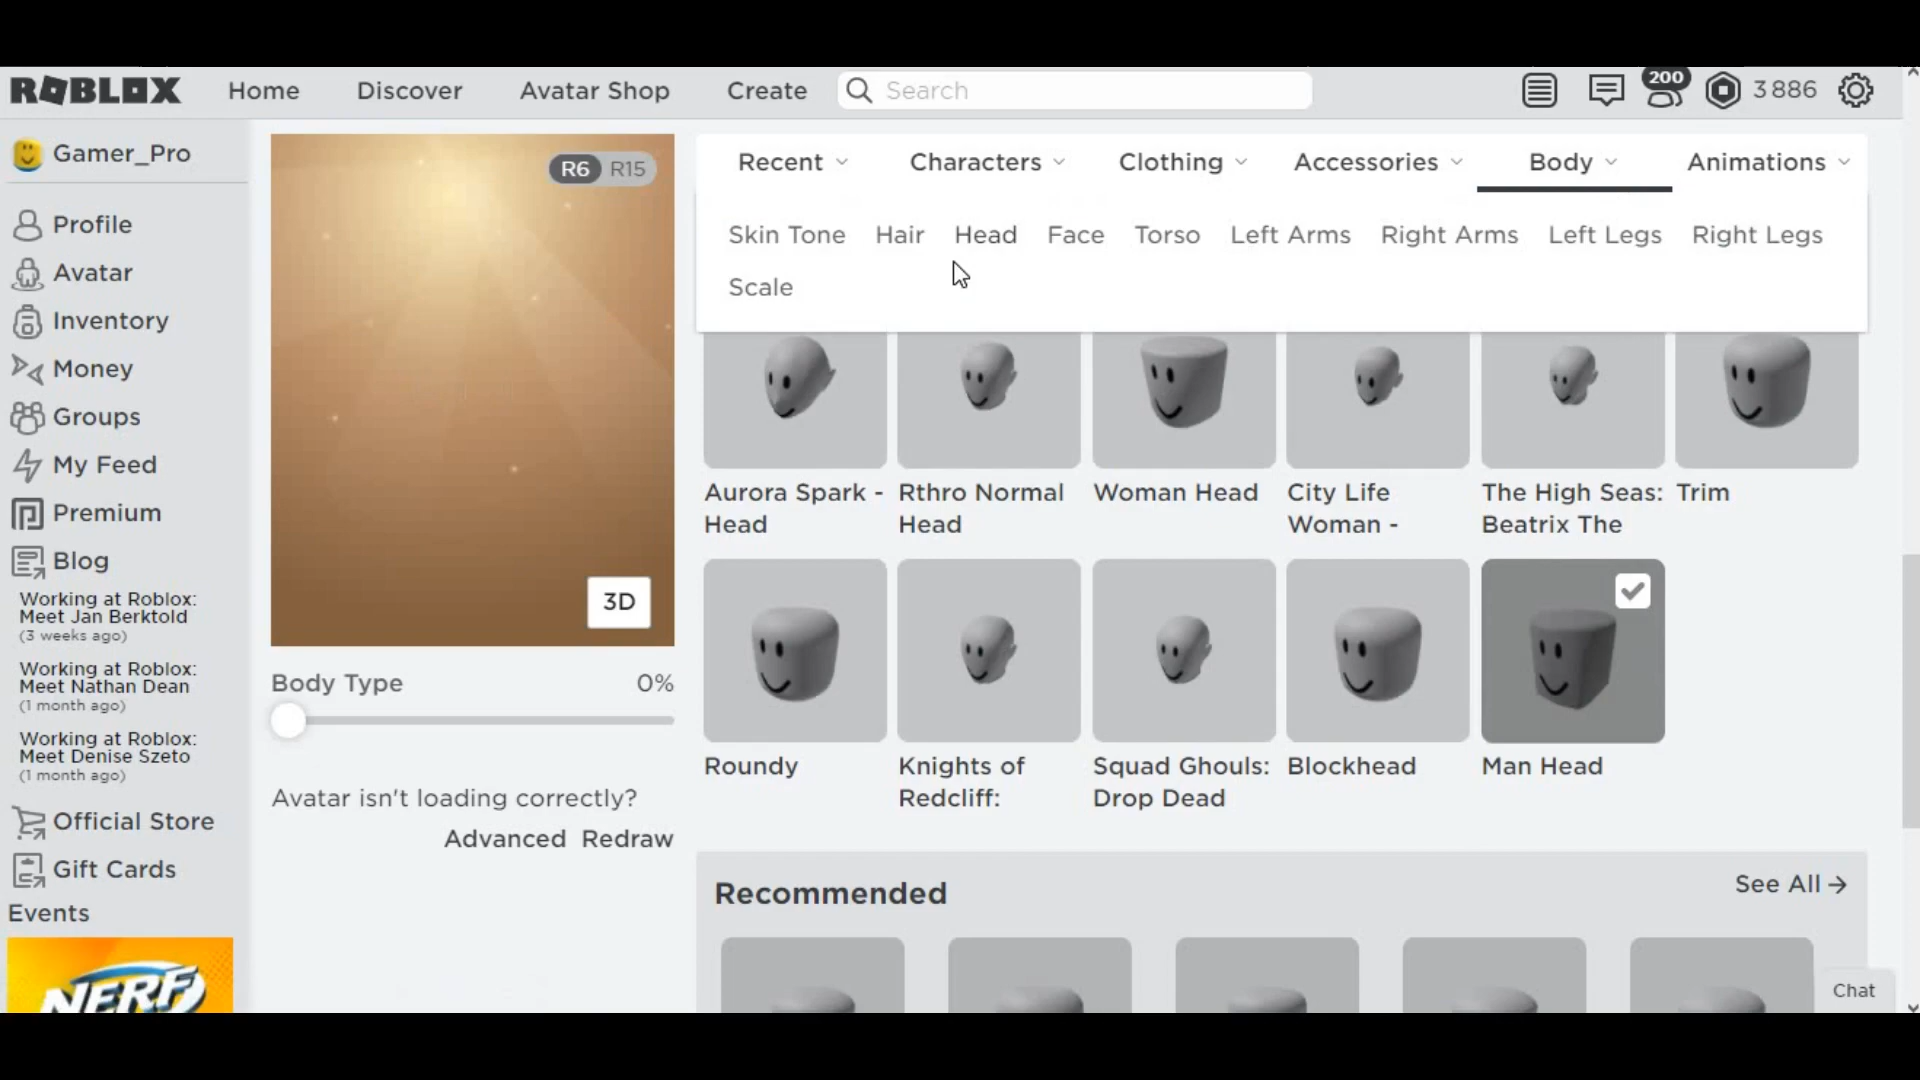 ROBLOX Home Discover Avatar Shop Create Search 200 3 886
Gamer_Pro
Profile
Avatar
Inventory
Money
Groups
My Feed
Premium
Blog
Working at Roblox:
Meet Jan Berktold
(3 weeks ago)
Working at Roblox:
Meet Nathan Dean
(1 month ago)
Working at Roblox:
Meet Denise Szeto
(1 month ago)
Official Store
Gift Cards
Events
NERF
R6 R15
3D
Body Type 0%
Avatar isn't loading correctly?
Advanced Redraw
Recent Characters Clothing Accessories Body Animations
Skin Tone Hair Head Face Torso Left Arms Right Arms Left Legs Right Legs
Scale
Aurora Spark -
Head
Rthro Normal
Head
Woman Head
City Life
Woman -
The High Seas:
Beatrix The
Trim
Roundy
Knights of
Redcliff:
Squad Ghouls:
Drop Dead
Blockhead
Man Head
Recommended See All
Chat